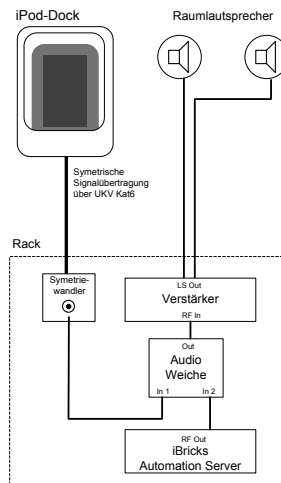 iPod-Dock
Raumlautsprecher
Symetrische
Signalübertragung
über UKV Kat6
Rack
Symetrie-
wandler
LS Out
Verstärker
RF In
Out
Audio
Weiche
In 1
In 2
RF Out
iBricks
Automation Server